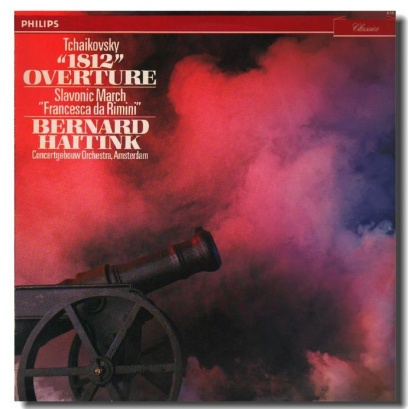 PHILIPS
Classics
Tchaikovsky
"1812"
OVERTURE
Slavonic March
"Francesca da Rimini"
BERNARD
HAITINK
Concertgebouw Orchestra, Amsterdam